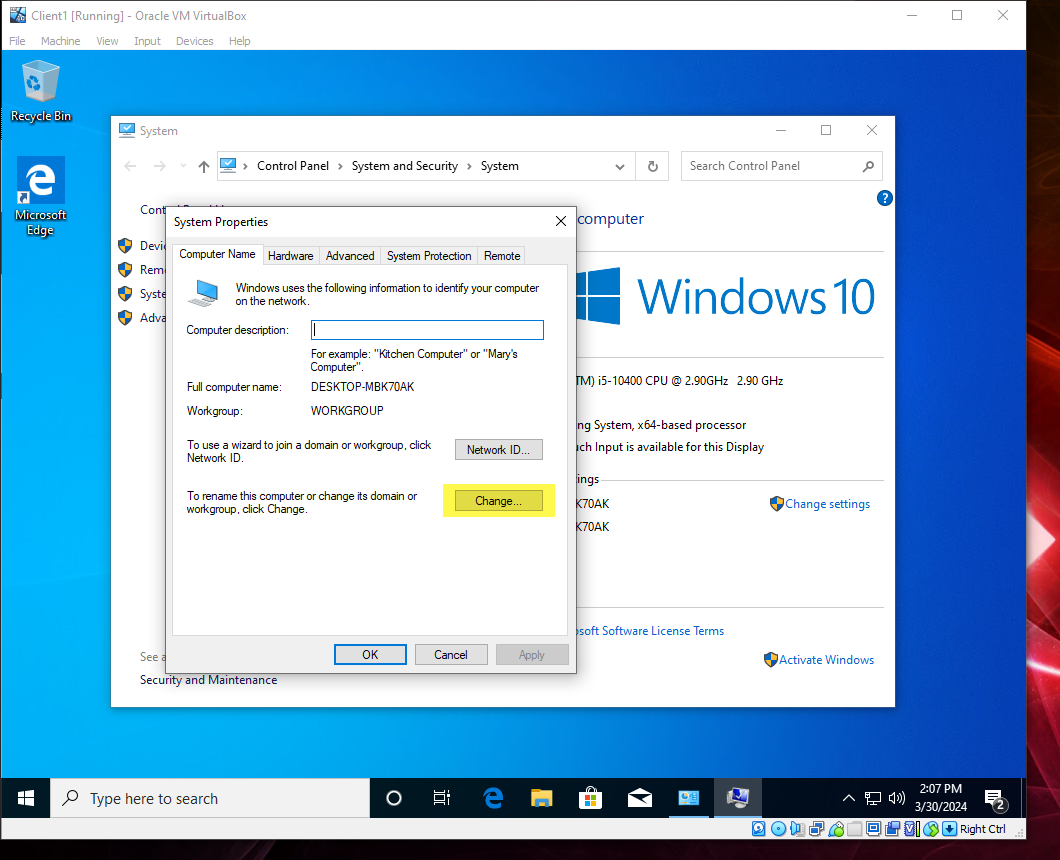 Client1 [Running] - Oracle VM VirtualBox
File Machine View Input Devices Help
Recycle Bin
Microsoft
Edge
System
Control Panel › System and Security › System
Search Control Panel
?
computer
System Properties
Computer Name Hardware Advanced System Protection Remote
Windows uses the following information to identify your computer
on the network.
Computer description:
For example: "Kitchen Computer" or "Mary's
Computer".
Full computer name: DESKTOP-MBK70AK
Workgroup: WORKGROUP
To use a wizard to join a domain or workgroup, click
Network ID.
Network ID...
To rename this computer or change its domain or
workgroup, click Change.
Change...
OK Cancel Apply
Windows 10
TM) i5-10400 CPU @ 2.90GHz 2.90 GHz
ng System, x64-based processor
Input is available for this Display
ings
K70AK
Change settings
K70AK
Software License Terms
Activate Windows
See a
Security and Maintenance
Type here to search
2:07 PM
3/30/2024
2
Right Ctrl